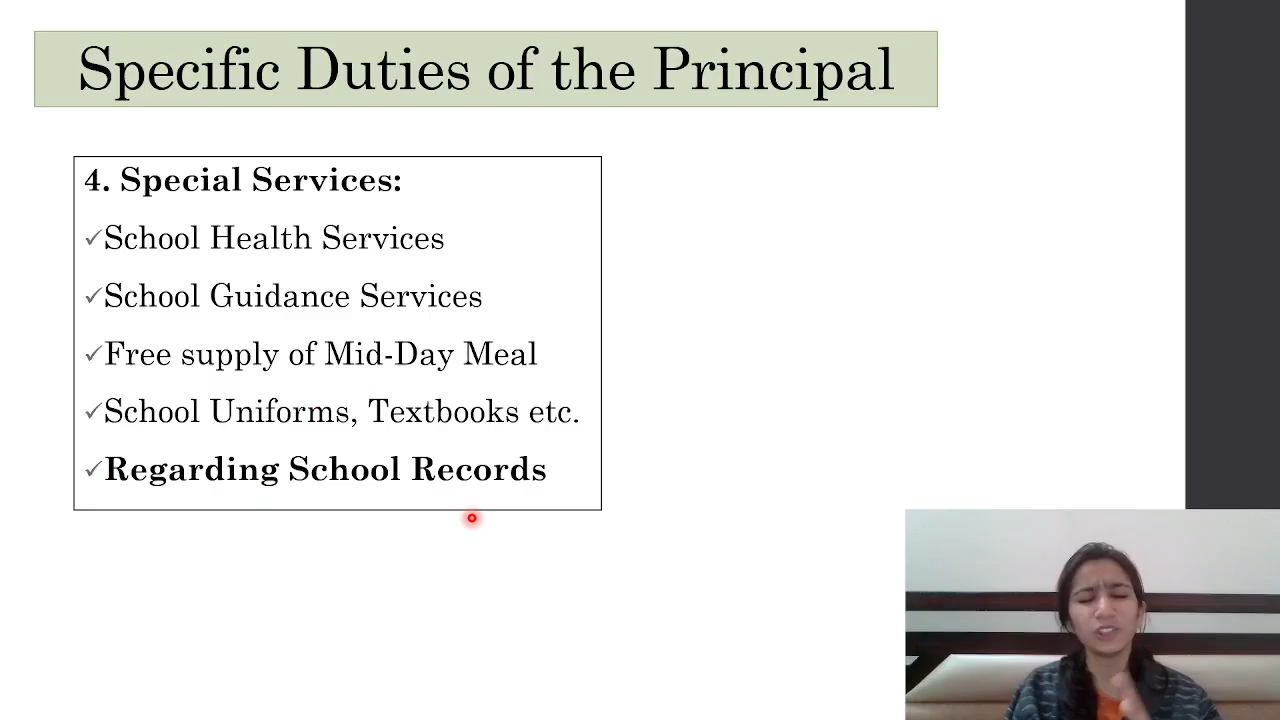 Specific Duties of the Principal
4. Special Services:
✓School Health Services
✓School Guidance Services
✓Free supply of Mid-Day Meal
✓School Uniforms, Textbooks etc.
✓Regarding School Records